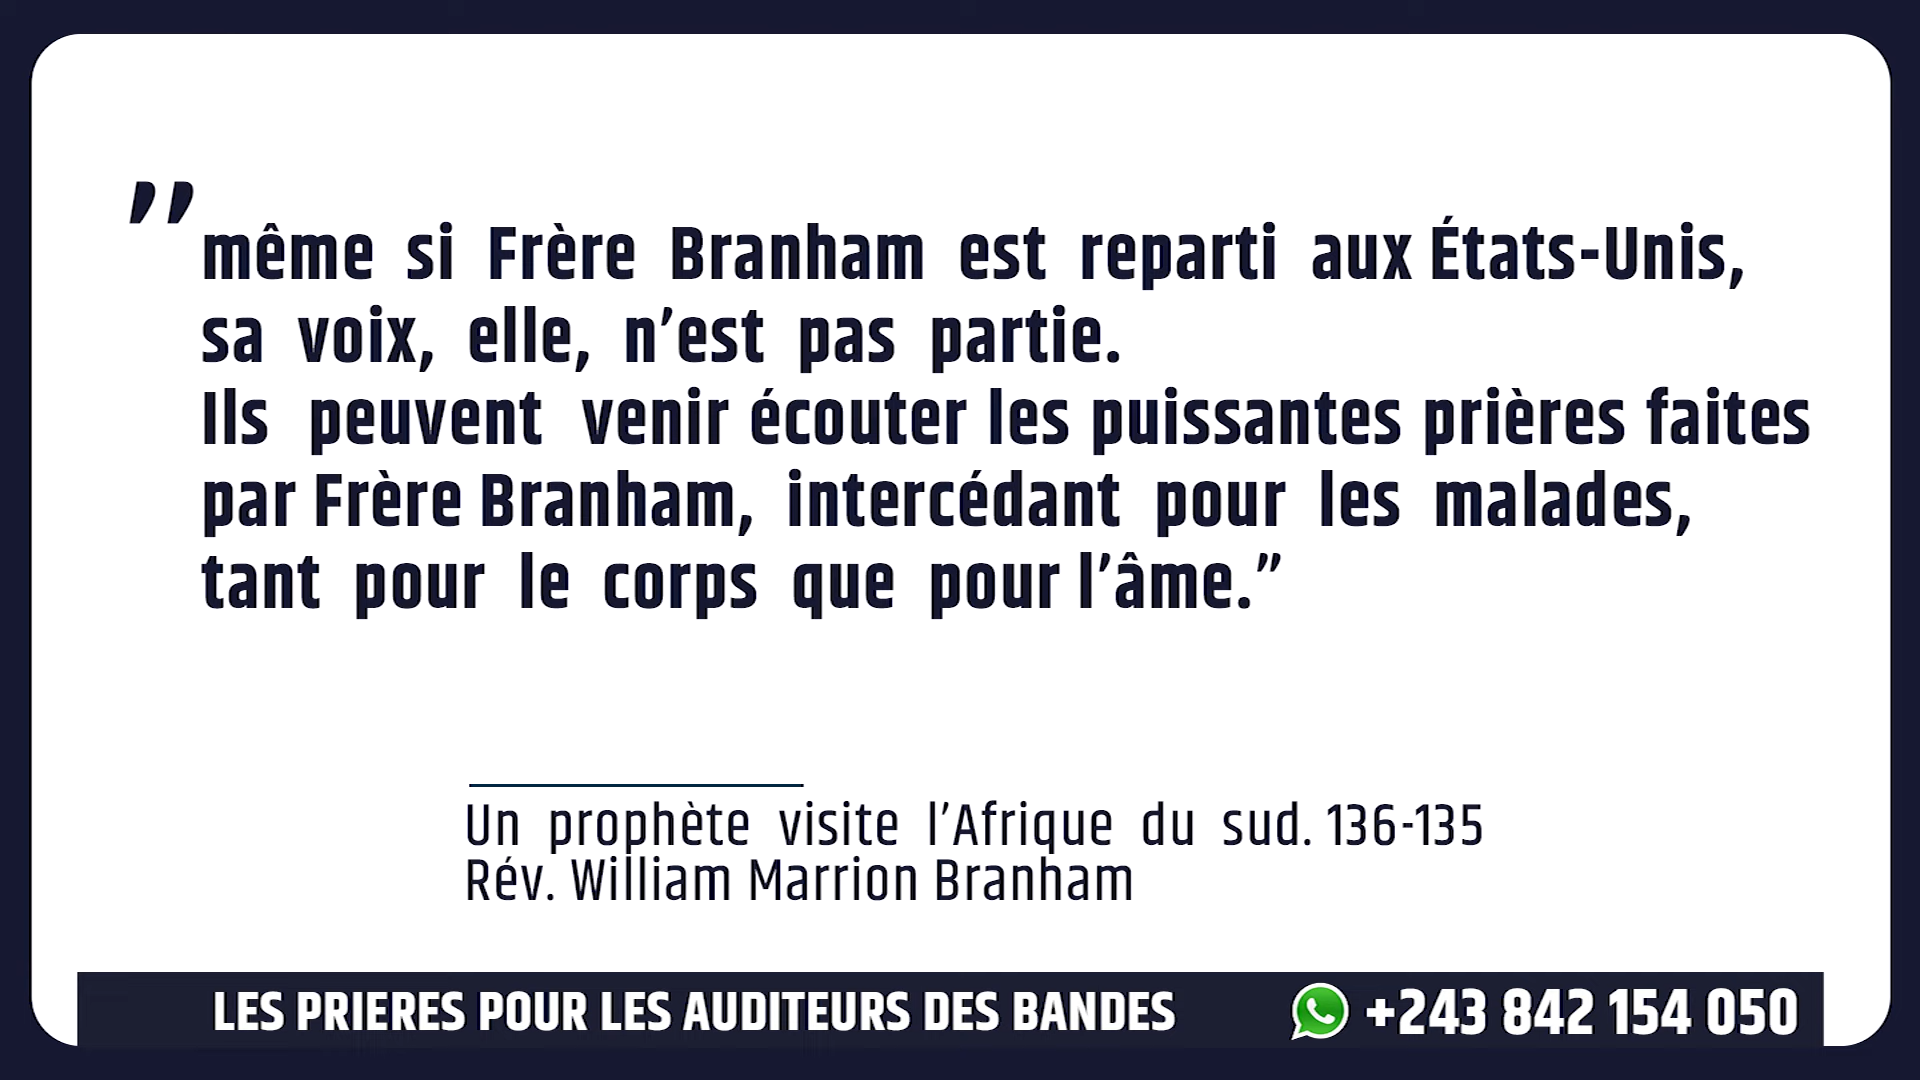 ”même si Frère Branham est reparti aux États-Unis,
sa voix, elle, n’est pas partie.
Ils peuvent venir écouter les puissantes prières faites
par Frère Branham, intercédant pour les malades,
tant pour le corps que pour l’âme.”
Un prophète visite l’Afrique du sud. 136-135
Rév. William Marrion Branham
LES PRIERES POUR LES AUDITEURS DES BANDES
+243 842 154 050